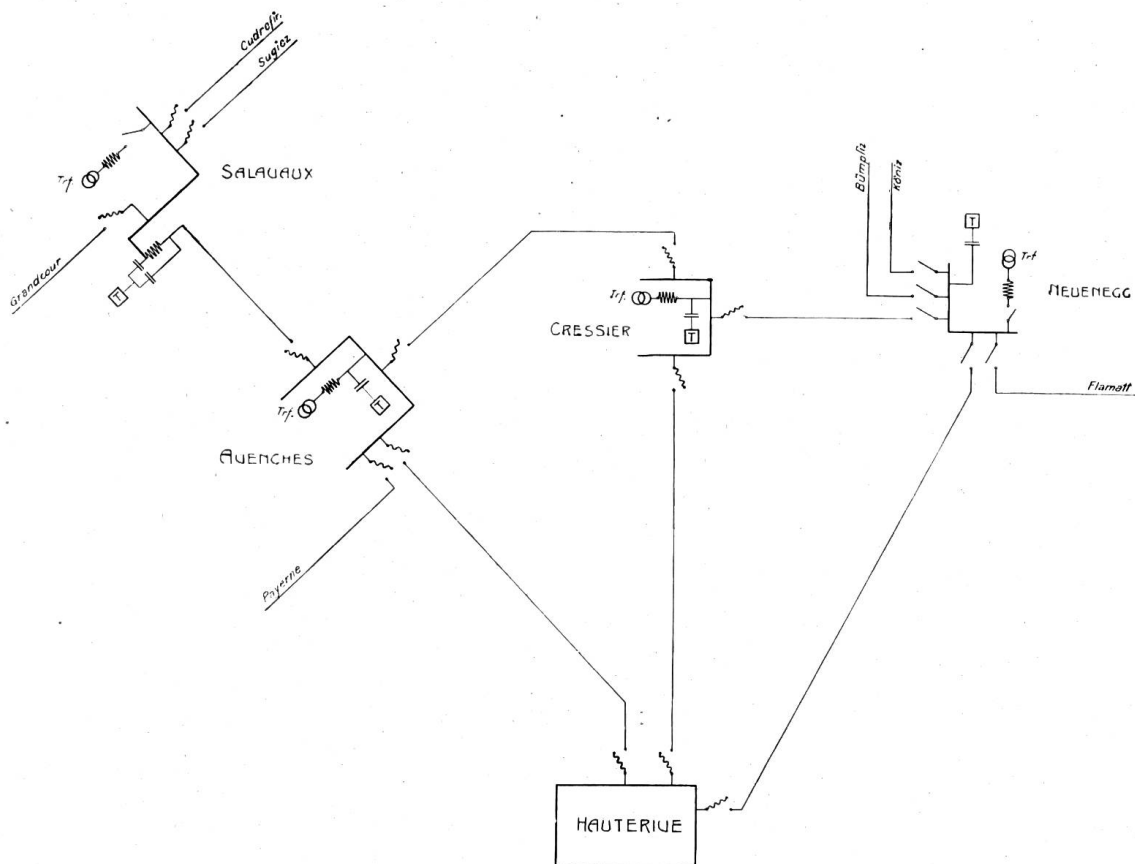 Cudrefin.
Sugiez
SALAVAUX
Trf.
Grandcour
T
Bümpliz
Köniz
T
Trf.
NEUENEGG
Trf.
CRESSIER
T
Trf.
T
AVENCHES
Flamatt
Payerne
HAUTERIVE